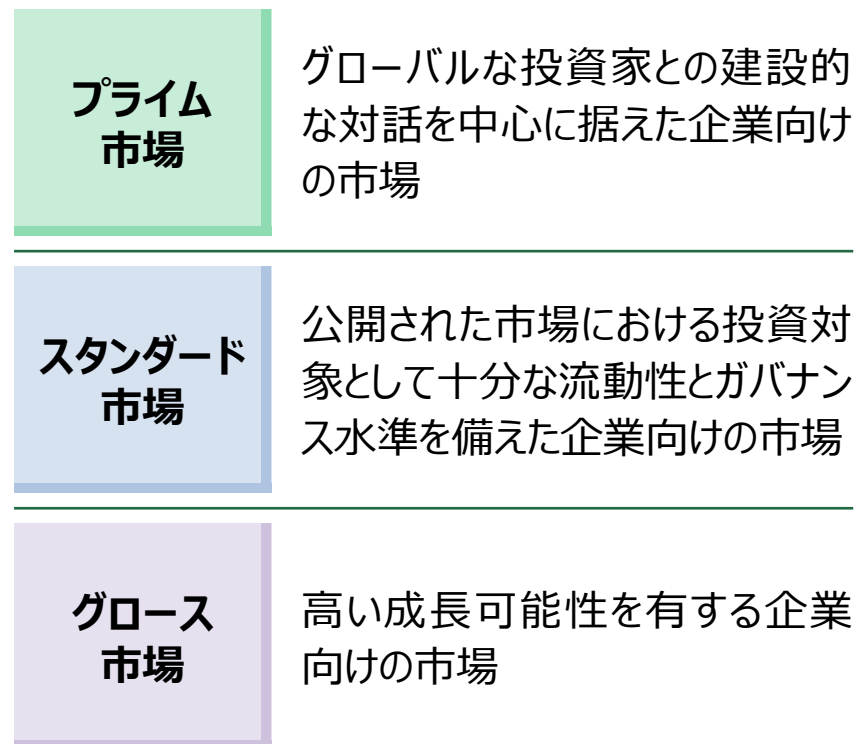 プライム
市場
グローバルな投資家との建設的
な対話を中心に据えた企業向け
の市場
スタンダード
市場
公開された市場における投資対
象として十分な流動性とガバナン
ス水準を備えた企業向けの市場
グロース
市場
高い成長可能性を有する企業
向けの市場